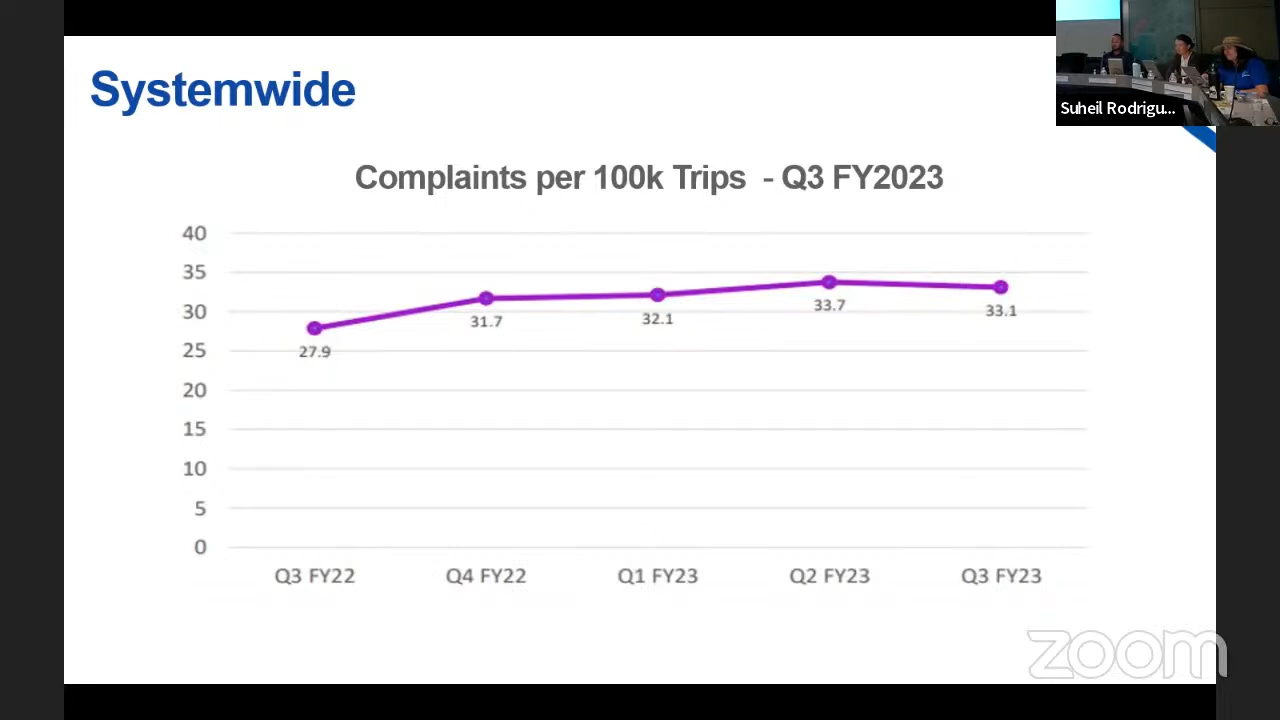 Systemwide
Suheil Rodrigu...
Complaints per 100k Trips - Q3 FY2023
40
35
30
25
20
15
10
5
0
27.9
31.7
32.1
33.7
33.1
Q3 FY22
Q4 FY22
Q1 FY23
Q2 FY23
Q3 FY23
zoom